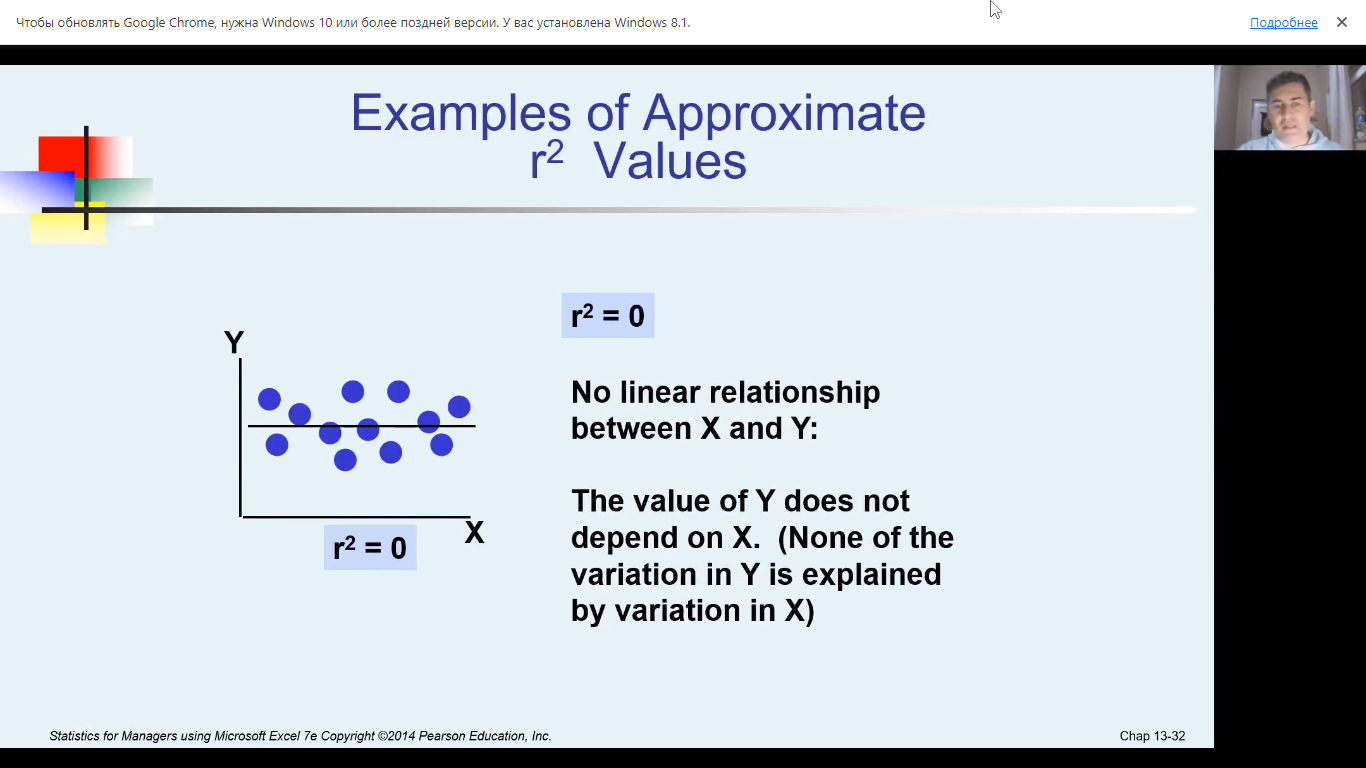 Чтобы обновлять Google Chrome, нужна Windows 10 или более поздней версии. У вас установлена Windows 8.1.
Подробнее
Examples of Approximate
r² Values
r² = 0
Y
No linear relationship
between X and Y:
The value of Y does not
depend on X. (None of the
variation in Y is explained
by variation in X)
X
r² = 0
Statistics for Managers using Microsoft Excel 7e Copyright ©2014 Pearson Education, Inc.
Chap 13-32